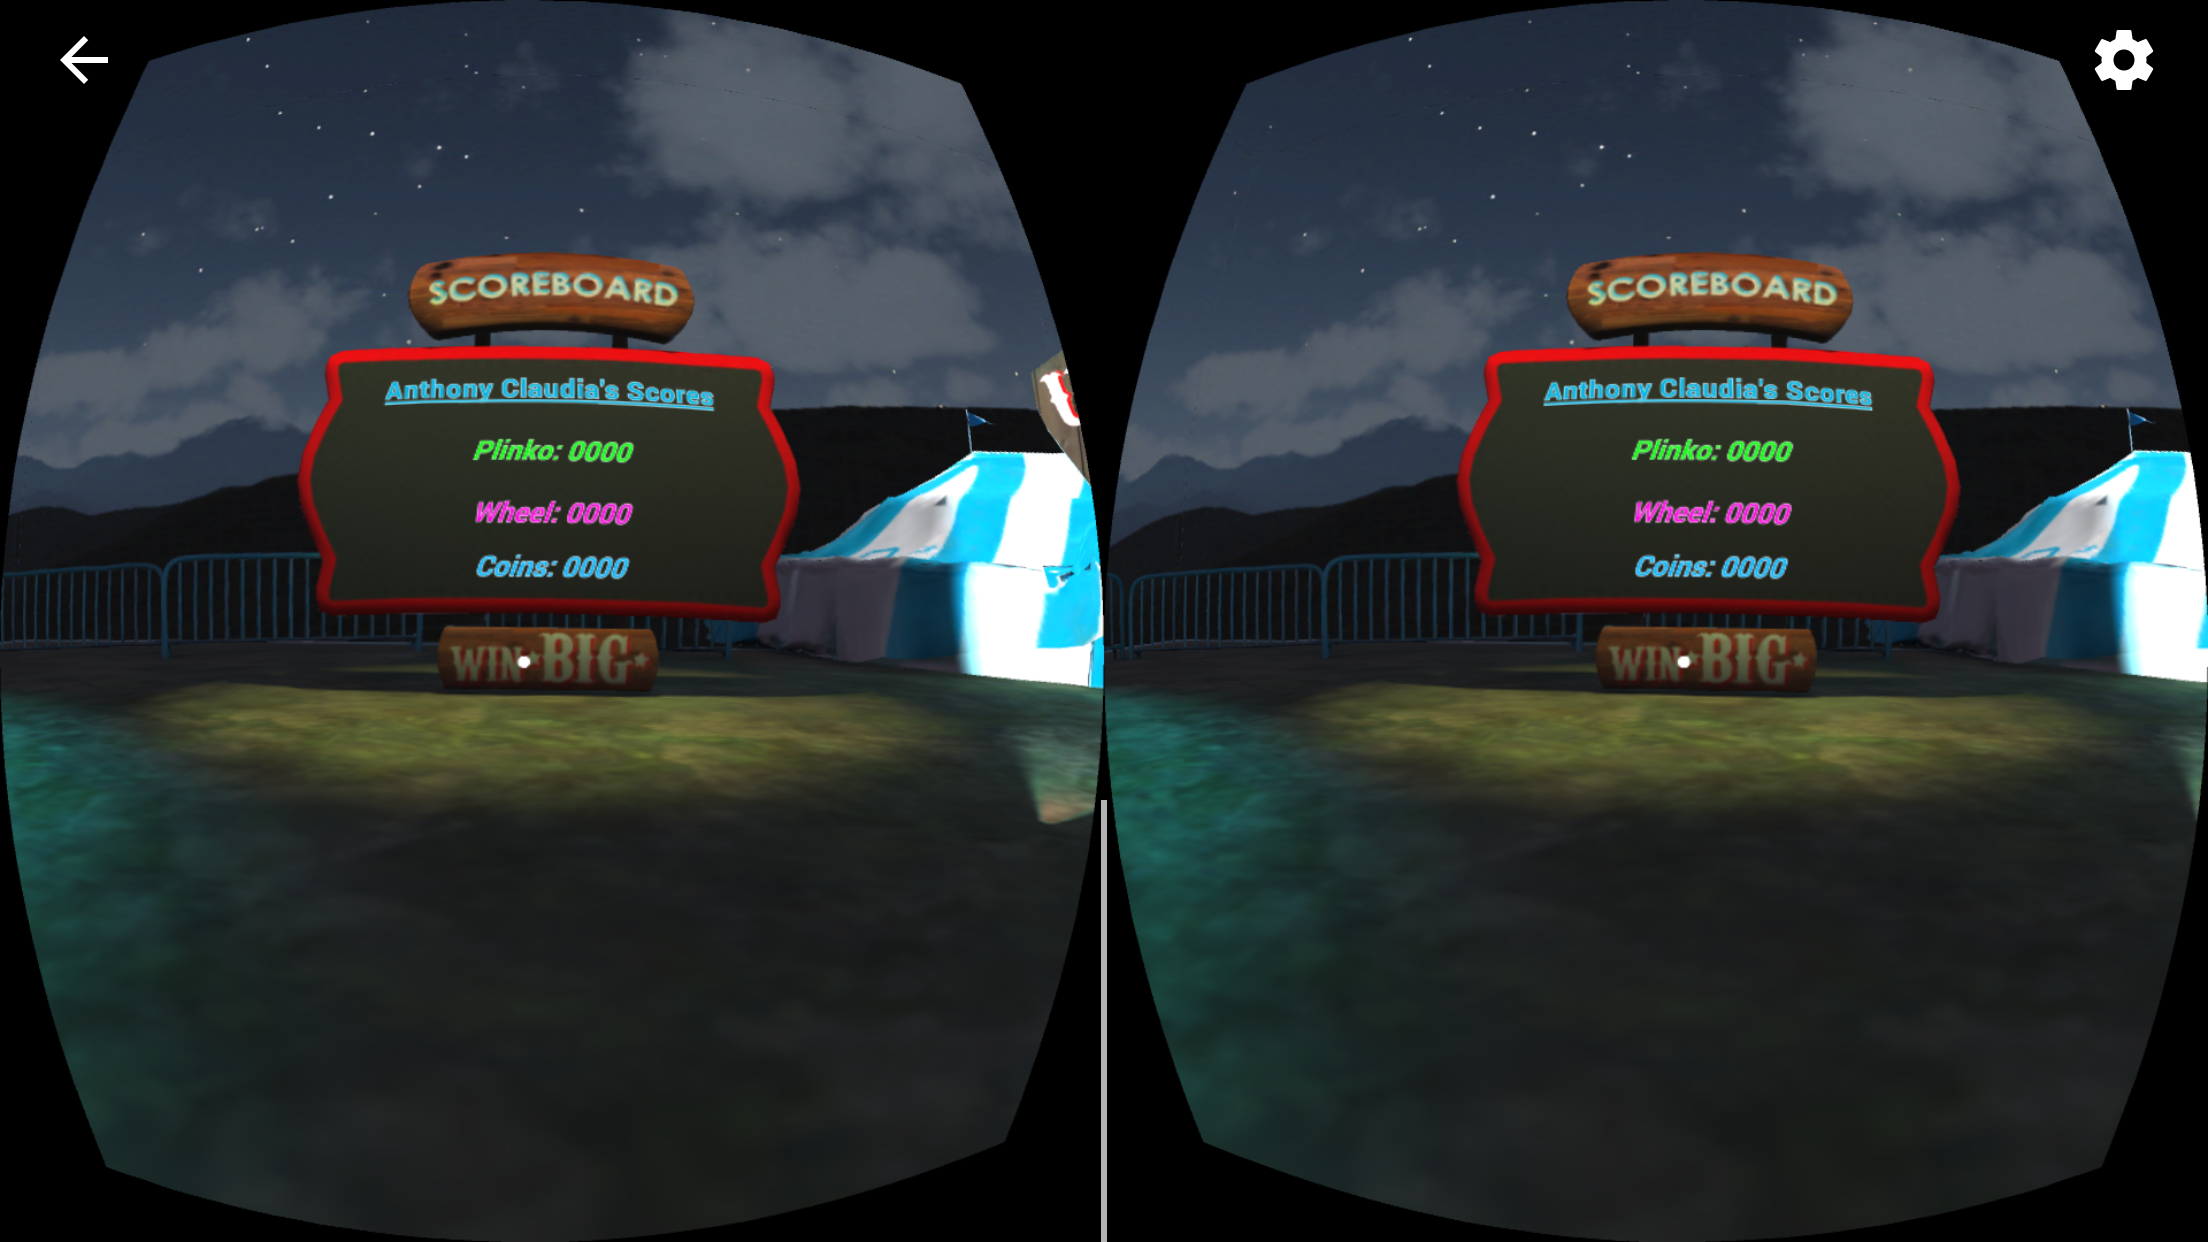 SCOREBOARD
Anthony Claudia's Scores
Plinko: 0000
Wheel: 0000
Coins: 0000
WIN★BIG★
SCOREBOARD
Anthony Claudia's Scores
Plinko: 0000
Wheel: 0000
Coins: 0000
WIN★BIG★